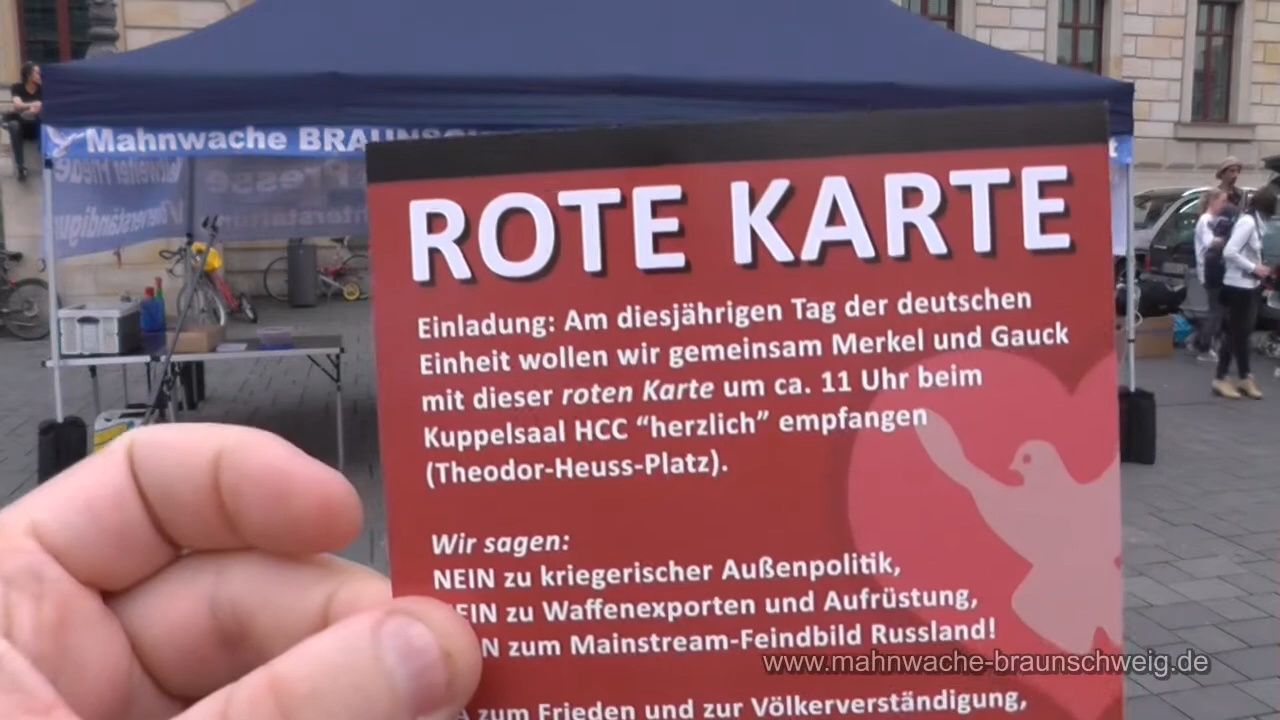 Mahnwache
ROTE KARTE
Einladung: Am diesjährigen Tag der deutschen
Einheit wollen wir gemeinsam Merkel und Gauck
mit dieser roten Karte um ca. 11 Uhr beim
Kuppelsaal HCC “herzlich” empfangen
(Theodor-Heuss-Platz).
Wir sagen:
NEIN zu kriegerischer Außenpolitik,
EIN zu Waffenexporten und Aufrüstung,
N zum Mainstream-Feindbild Russland!
www.mahnwache-braunschweig.de
zum Frieden und zur Völkerverständigung,